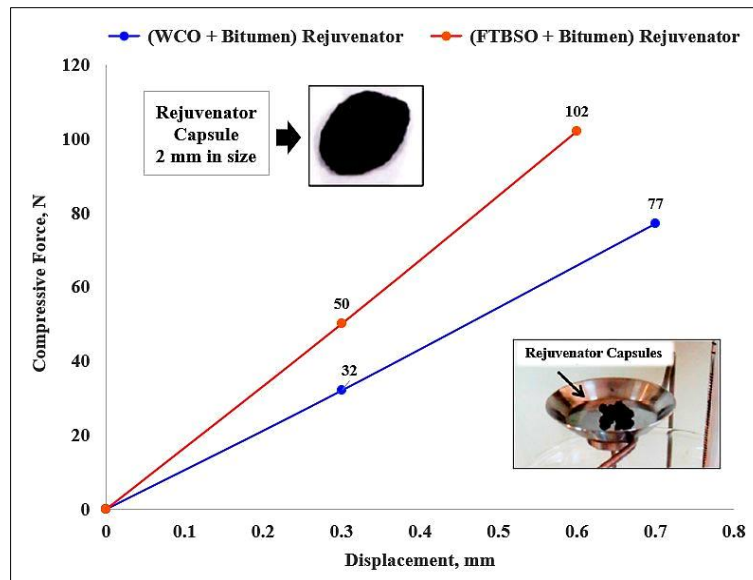 (WCO + Bitumen) Rejuvenator
(FTBSO + Bitumen) Rejuvenator
120
100
80
60
40
20
0
Compressive Force, N
Rejuvenator
Capsule
2 mm in size
102
77
50
32
Rejuvenator Capsules
0 0.1 0.2 0.3 0.4 0.5 0.6 0.7 0.8
Displacement, mm